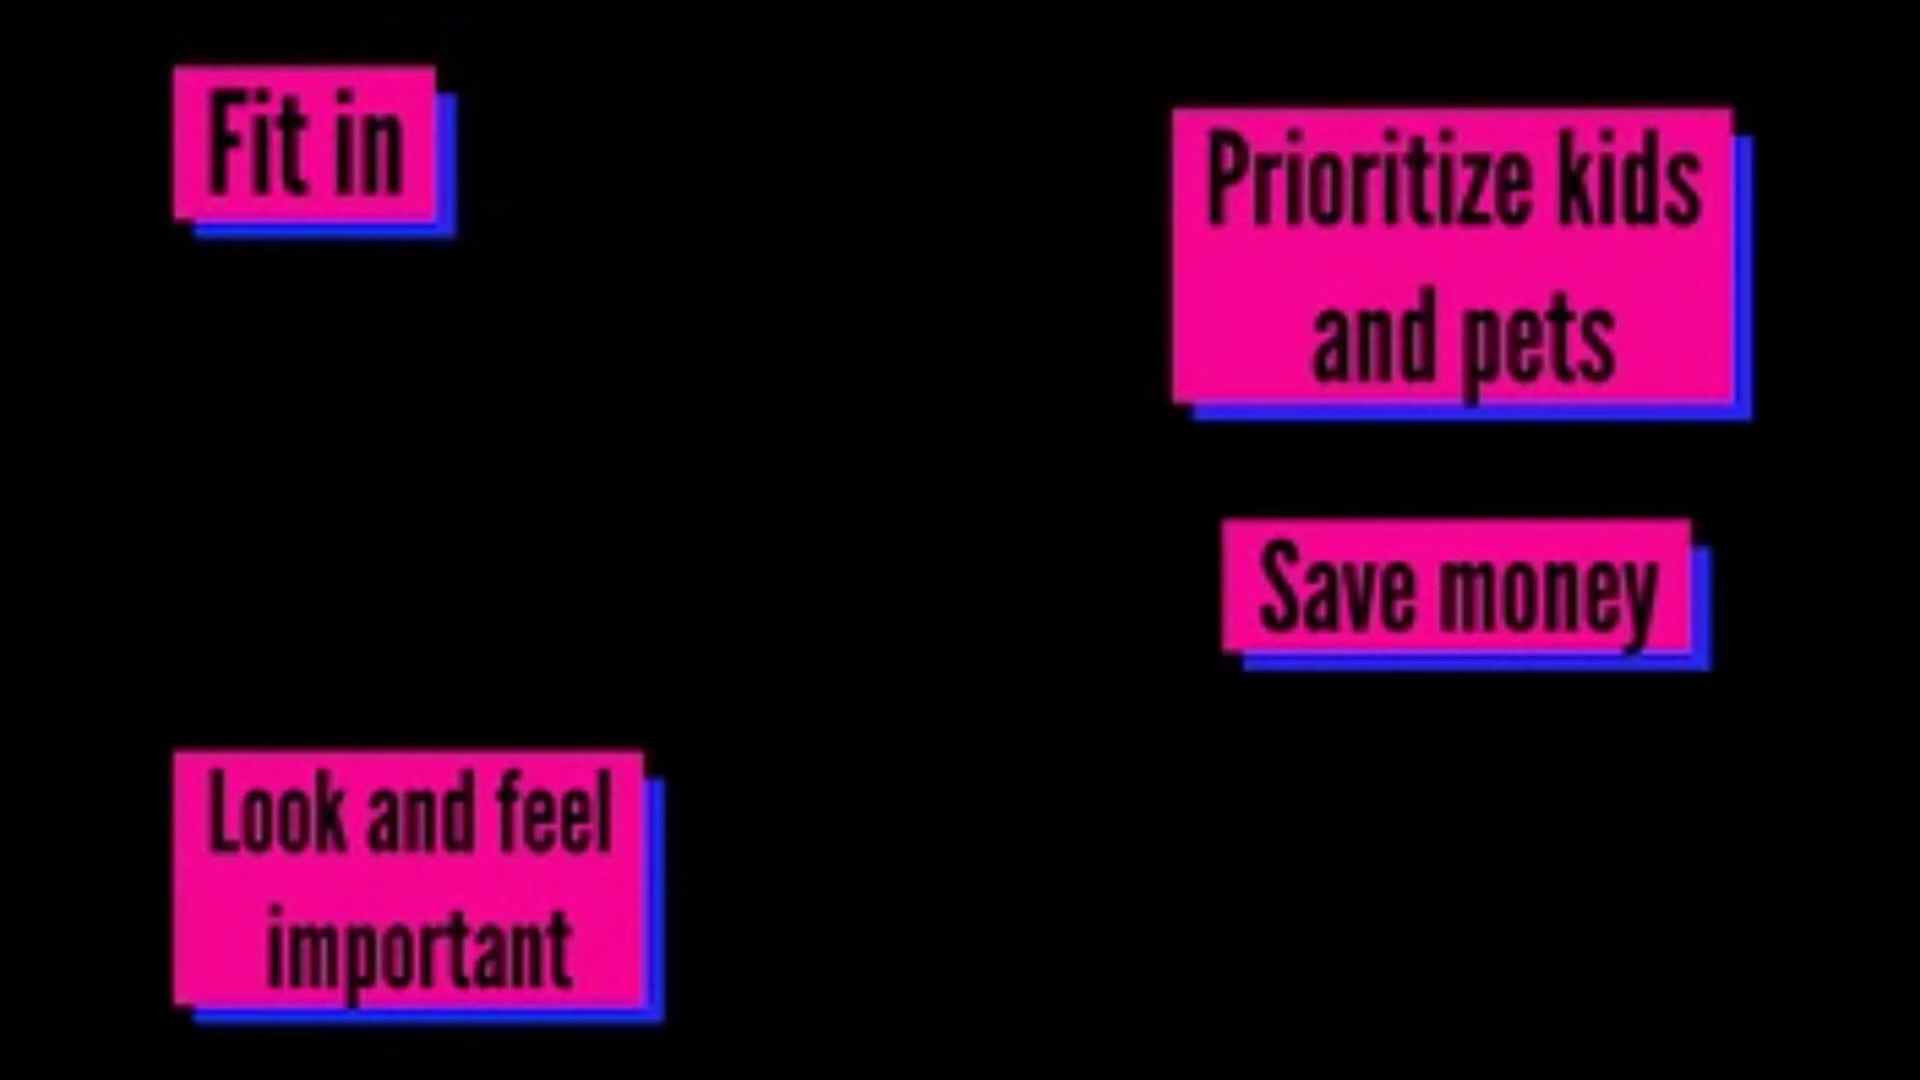 Fit in
Prioritize kids
and pets
Save money
Look and feel
important